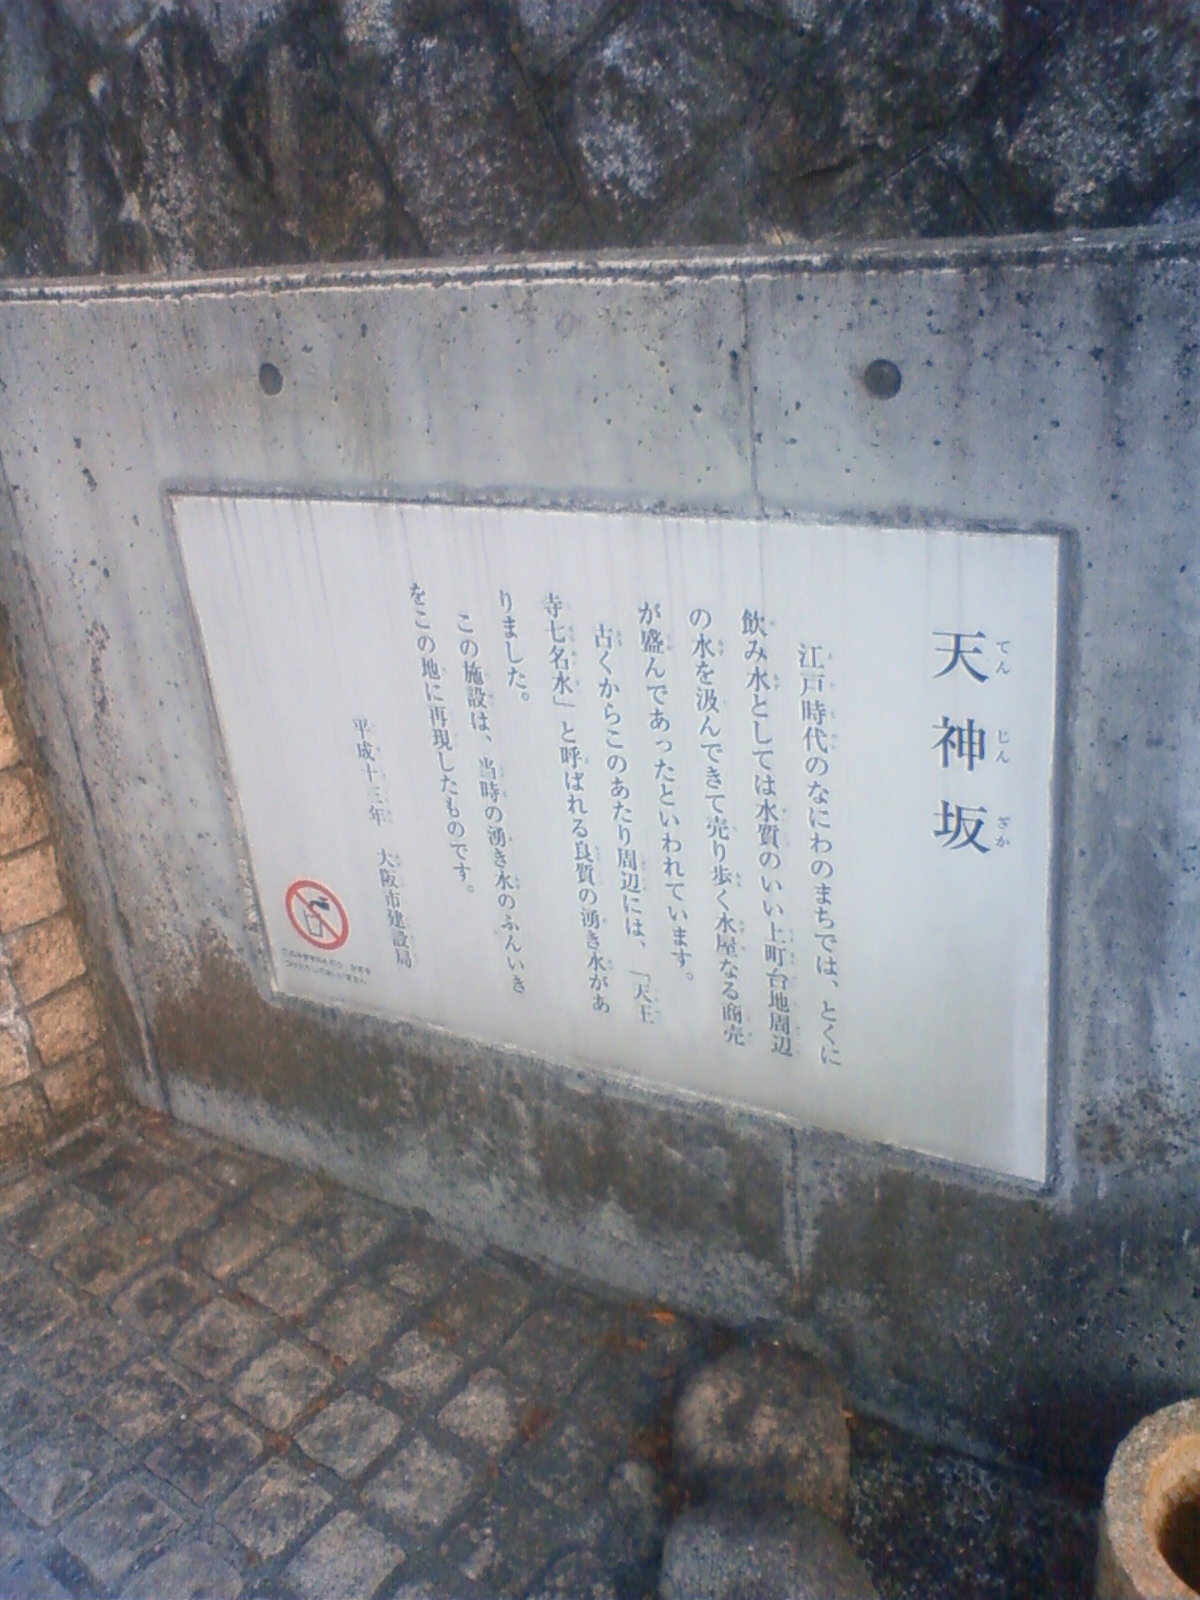 天神坂
てんじんざか
江戸時代のなにわのまちでは、とくに
飲み水としては水質のいい上町台地周辺
の水を汲んできて売り歩く水屋なる商売
が盛んであったといわれています。
古くからこのあたり周辺には、「天王
寺七名水」と呼ばれる良質の湧き水があ
りました。
この施設は、当時の湧き水のふんいき
をこの地に再現したものです。
平成十三年 大阪市建設局